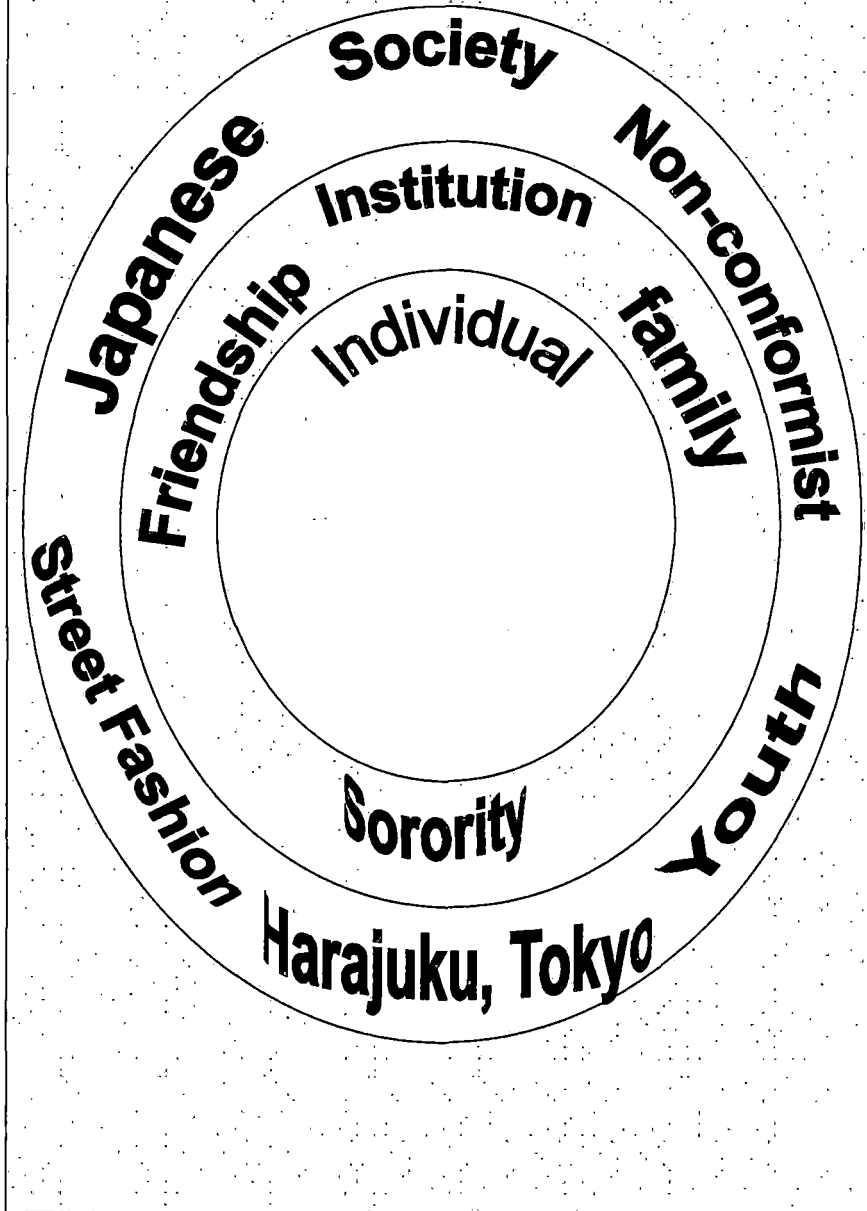 Society
Japanese
Non-conformist
Institution
Friendship
family
Individual
Street Fashion
Youth
Sorority
Harajuku, Tokyo